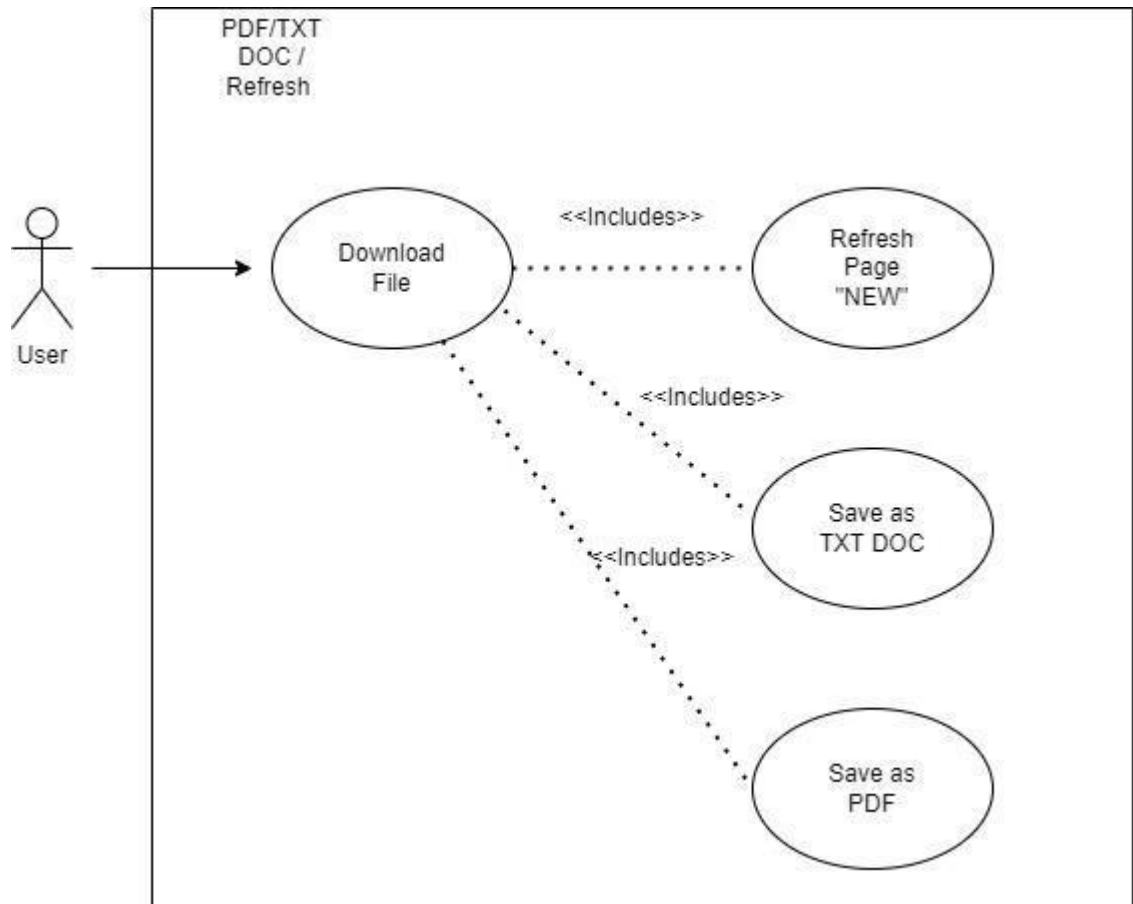 PDF/TXT
DOC /
Refresh
User
Download
File
<<Includes>>
Refresh
Page
"NEW"
<<Includes>>
Save as
TXT DOC
<<Includes>>
Save as
PDF